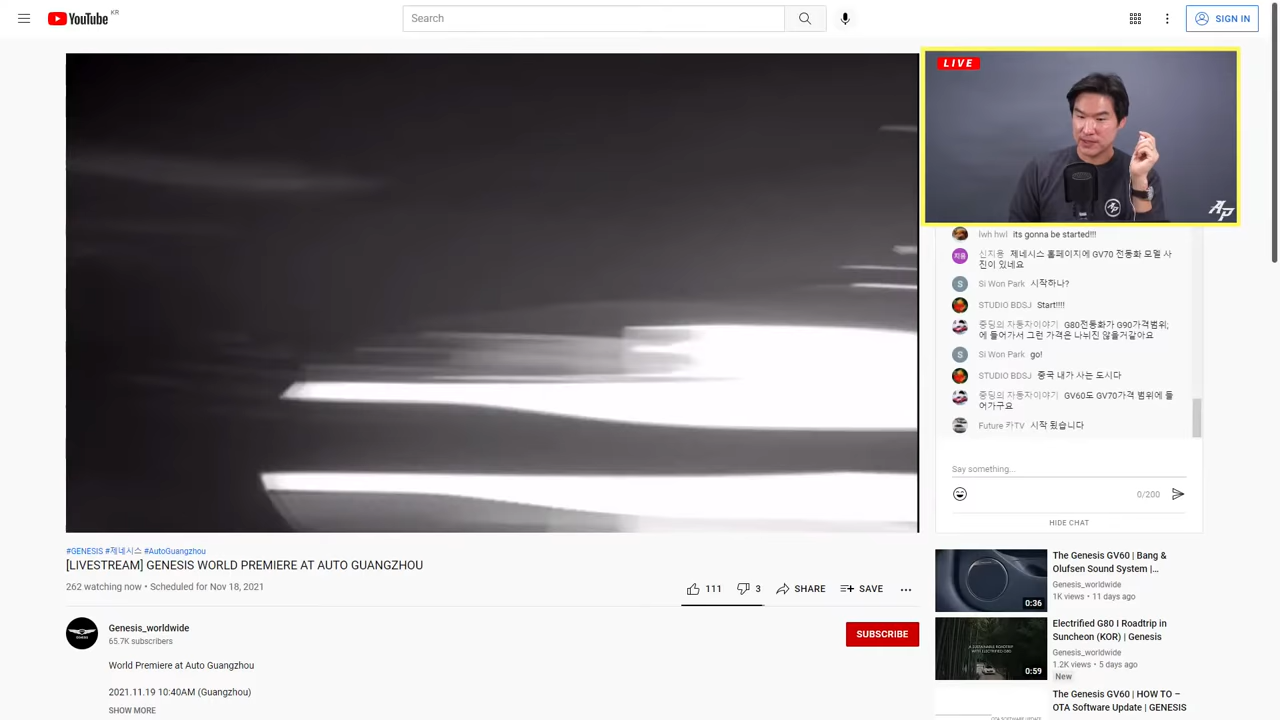 YouTube KR
Search
SIGN IN
LIVE
AP
lwh hwl its gonna be started!!!
지용 신지용 제네시스 홈페이지에 GV70 전동화 모델 사
진이 있네요
S Si Won Park 시작하나?
STUDIO BDSJ Start!!!!
중딩의 자동차이야기 G80전동화가 G90가격범위;
에 들어가서 그런 가격은 나뉘진 않을거같아요
S Si Won Park go!
STUDIO BDSJ 중국 내가 사는 도시다
중딩의 자동차이야기 GV60도 GV70가격 범위에 들
어가구요
Future 카TV 시작 됬습니다
Say something...
0/200
HIDE CHAT
#GENESIS #제네시스 #AutoGuangzhou
[LIVESTREAM] GENESIS WORLD PREMIERE AT AUTO GUANGZHOU
262 watching now • Scheduled for Nov 18, 2021
111
3
SHARE
SAVE
Genesis_worldwide
65.7K subscribers
SUBSCRIBE
World Premiere at Auto Guangzhou
2021.11.19 10:40AM (Guangzhou)
SHOW MORE
0:36
The Genesis GV60 | Bang &
Olufsen Sound System |...
Genesis_worldwide
1K views • 11 days ago
A SUSTAINABLE ROADTRIP
WITH ELECTRIFIED G80
0:59
Electrified G80 I Roadtrip in
Suncheon (KOR) | Genesis
Genesis_worldwide
1.2K views • 5 days ago
New
The Genesis GV60 | HOW TO –
OTA Software Update | GENESIS